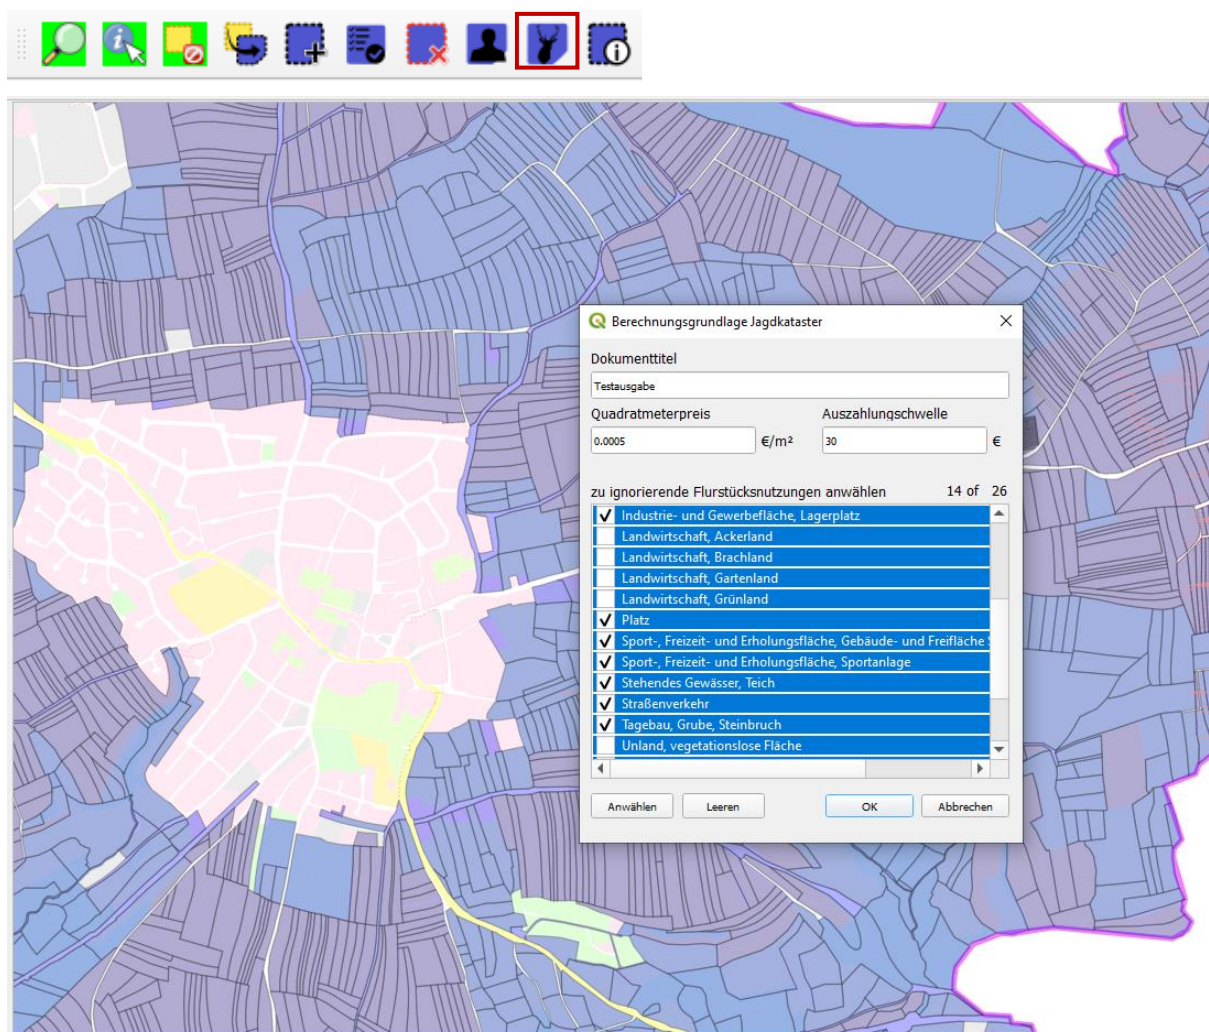 Berechnungsgrundlage Jagdkataster
Dokumenttitel
Testausgabe
Quadratmeterpreis Auszahlungschwelle
0.0005 €/m² 30 €
zu ignorierende Flurstücksnutzungen anwählen 14 of 26
Industrie- und Gewerbefläche, Lagerplatz
Landwirtschaft, Ackerland
Landwirtschaft, Brachland
Landwirtschaft, Gartenland
Landwirtschaft, Grünland
Platz
Sport-, Freizeit- und Erholungsfläche, Gebäude- und Freifläche
Sport-, Freizeit- und Erholungsfläche, Sportanlage
Stehendes Gewässer, Teich
Straßenverkehr
Tagebau, Grube, Steinbruch
Unland, vegetationslose Fläche
Anwählen Leeren OK Abbrechen